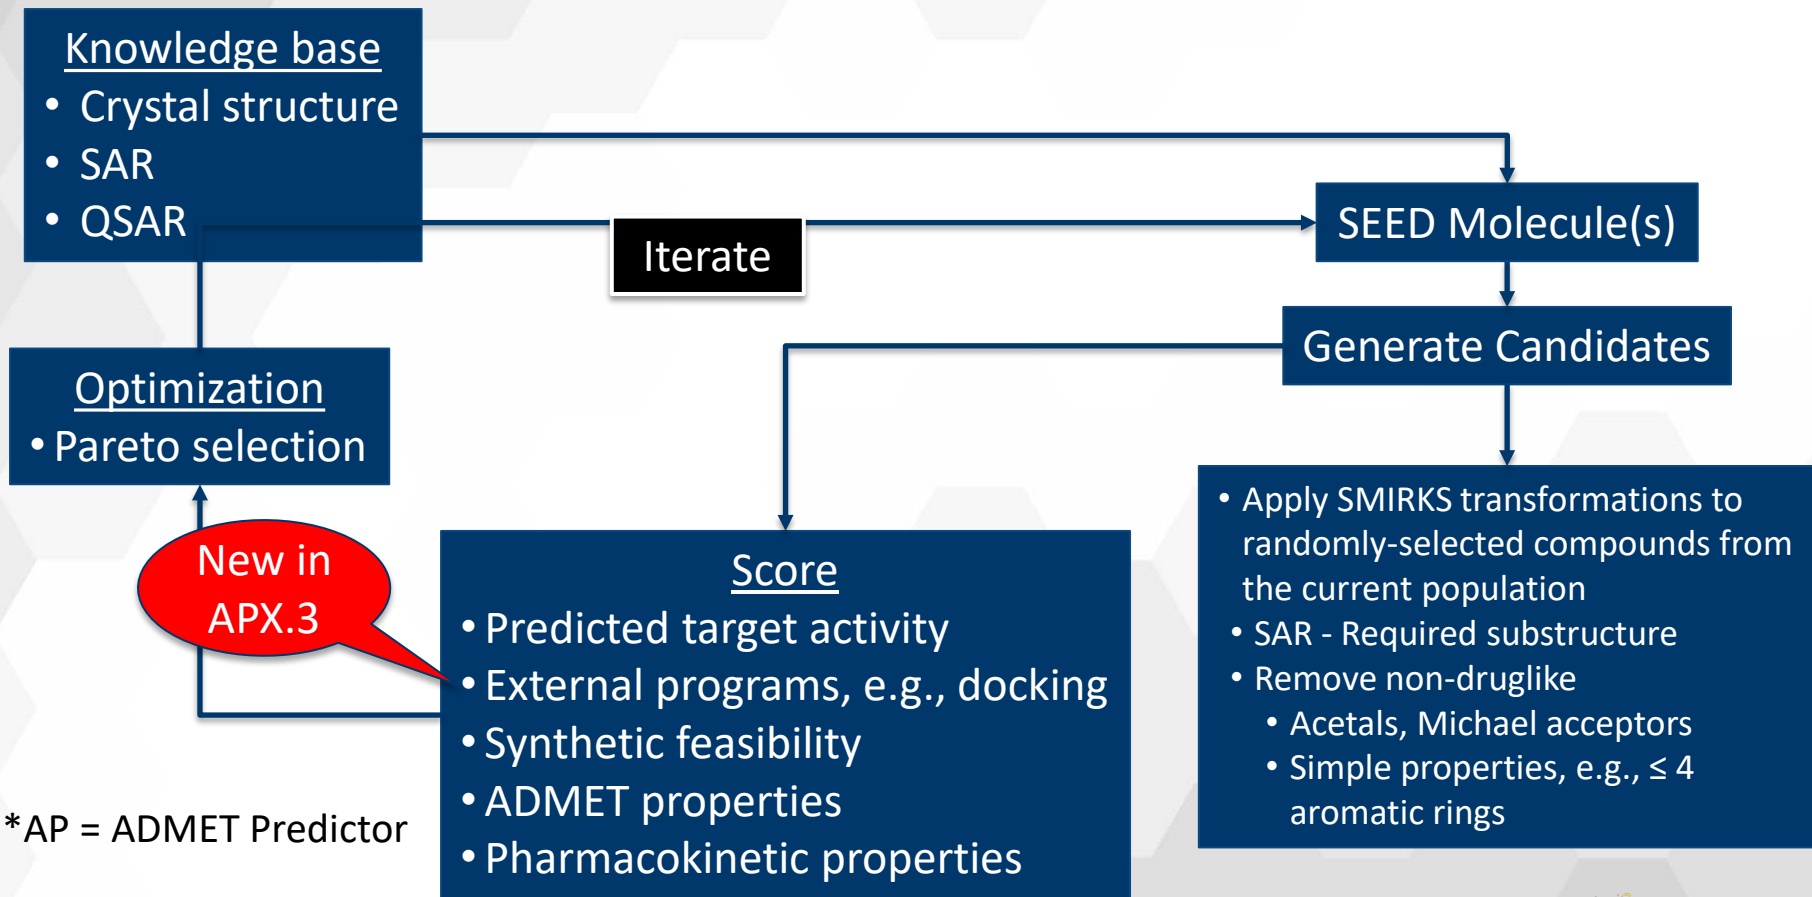 Knowledge base
• Crystal structure
• SAR
• QSAR
Iterate
SEED Molecule(s)
Generate Candidates
Optimization
• Pareto selection
New in
APX.3
Score
• Predicted target activity
• External programs, e.g., docking
• Synthetic feasibility
• ADMET properties
• Pharmacokinetic properties
• Apply SMIRKS transformations to
randomly-selected compounds from
the current population
• SAR - Required substructure
• Remove non-druglike
• Acetals, Michael acceptors
• Simple properties, e.g., ≤ 4
aromatic rings
*AP = ADMET Predictor